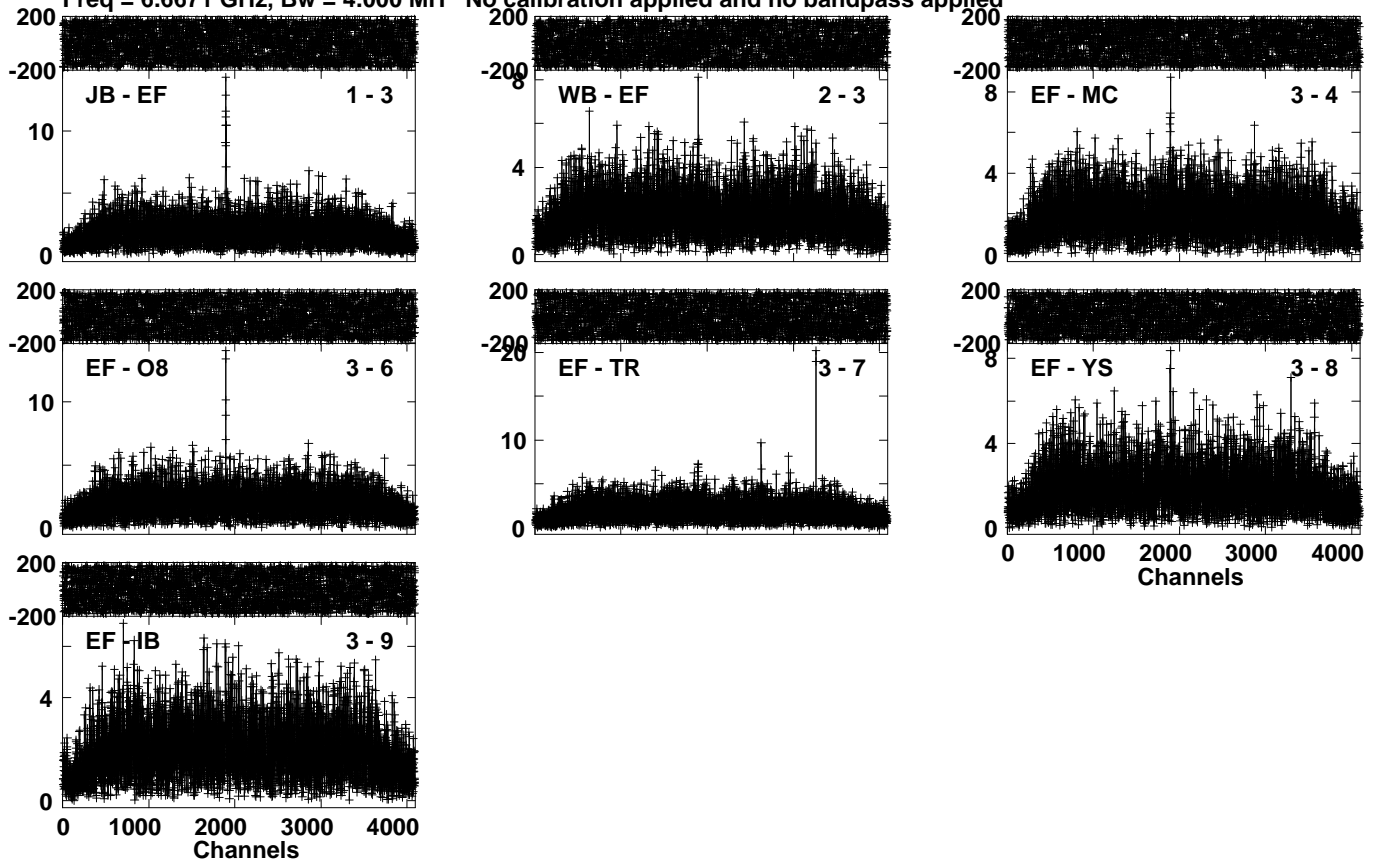 Freq = 6.6671 GHz, Bw = 4.000 MH No calibration applied and no bandpass applied
200 200 200
-200 -200 -200
JB - EF 1 - 3 WB - EF 2 - 3 EF - MC 3 - 4
10 8 8
4 4
0 0 0
200 200 200
-200 -200 -200
EF - O8 3 - 6 EF - TR 3 - 7 EF - YS 3 - 8
10 20 8
10 4
0 0 0
0 1000 2000 3000 4000
Channels
200
-200
EF - IB 3 - 9
4
0
0 1000 2000 3000 4000
Channels